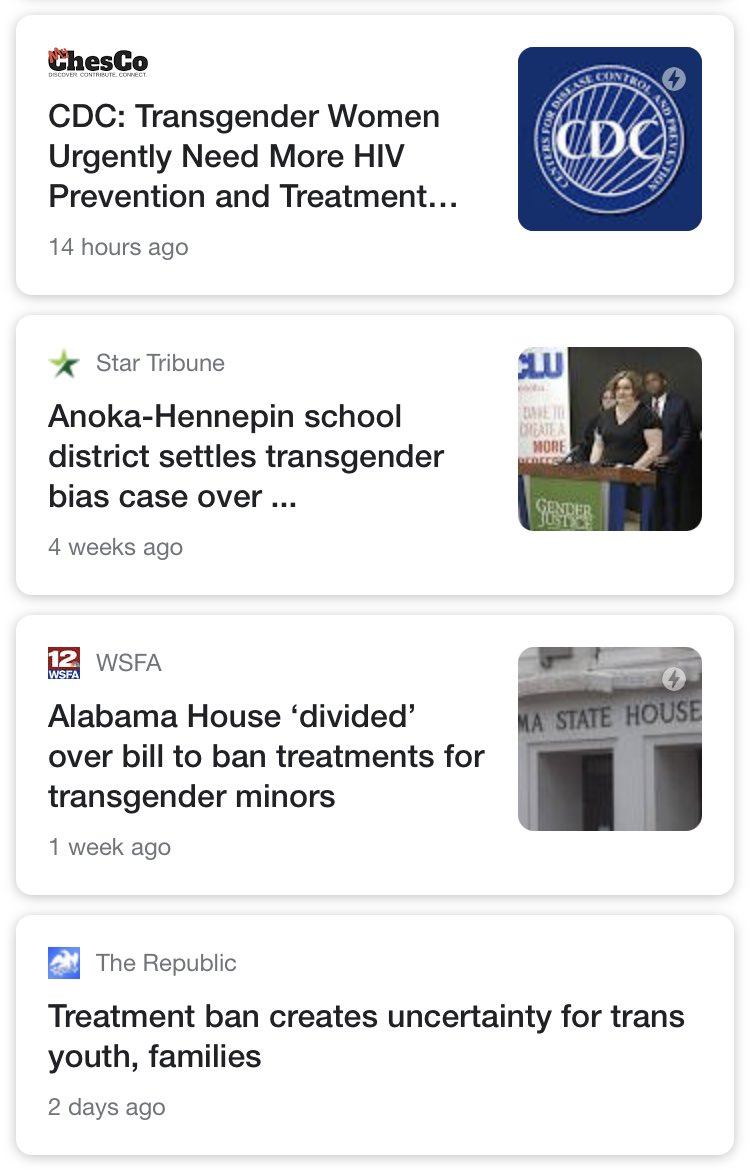 My ChesCo
DISCOVER. CONTRIBUTE. CONNECT.
CDC: Transgender Women
Urgently Need More HIV
Prevention and Treatment...
14 hours ago
CENTERS FOR DISEASE CONTROL AND PREVENTION
CDC
Star Tribune
Anoka-Hennepin school
district settles transgender
bias case over ...
4 weeks ago
CLU
DARE TO
CREATE A
MORE
GENDER
JUSTICE
12
WSFA
WSFA
Alabama House ‘divided’
over bill to ban treatments for
transgender minors
1 week ago
MA STATE HOUSE
The Republic
Treatment ban creates uncertainty for trans
youth, families
2 days ago